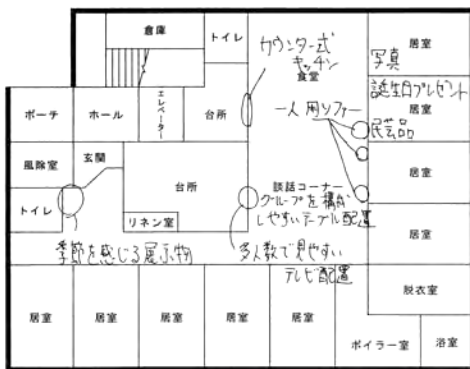 倉庫
トイレ
カウンター式
キッチン
食堂
居室
写真
誕生日プレゼント
居室
民芸品
一人用ソファー
ポーチ
ホール
エレベーター
台所
風除室
玄関
台所
居室
トイレ
リネン室
談話コーナー
グループを構成
しやすいテーブル配置
居室
季節を感じる展示物
多人数で見やすい
テレビ配置
脱衣室
居室
居室
居室
居室
居室
ボイラー室
浴室